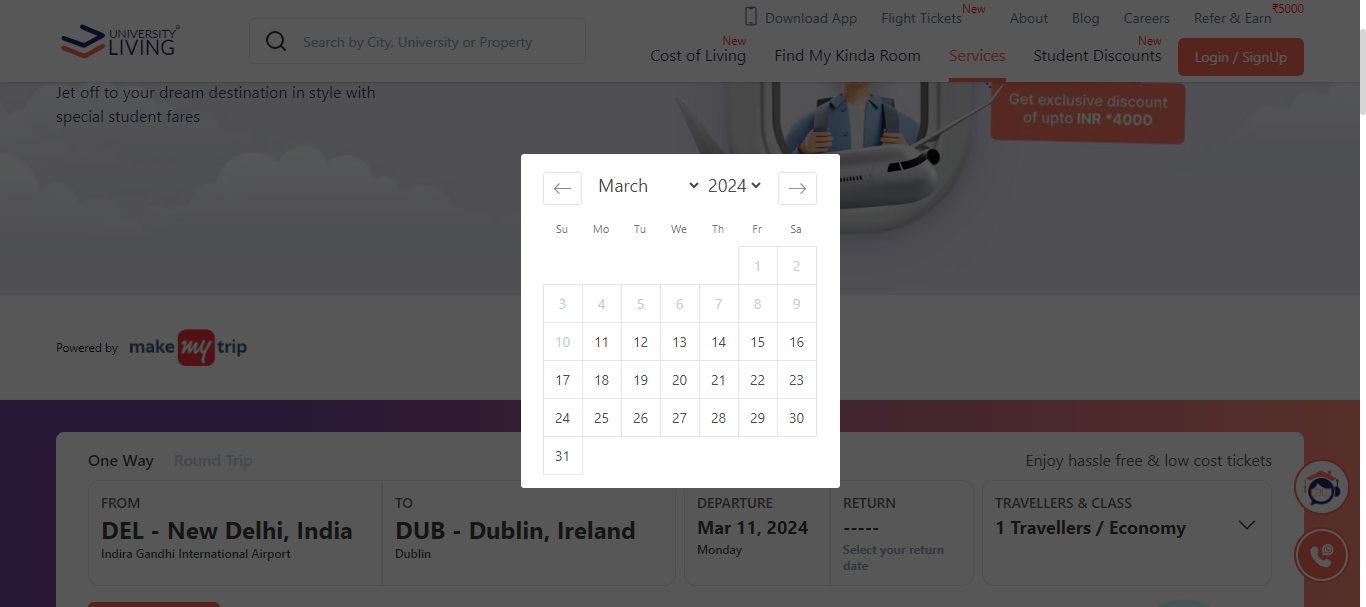 UNIVERSITY
LIVING
Search by City, University or Property
Download App
Flight Tickets
New
About
Blog
Careers
Refer & Earn
₹5000
Cost of Living
New
Find My Kinda Room
Services
Student Discounts
New
Login / SignUp
Jet off to your dream destination in style with
special student fares
Get exclusive discount
of upto INR *4000
March 2024
Su Mo Tu We Th Fr Sa
1 2
3 4 5 6 7 8 9
10 11 12 13 14 15 16
17 18 19 20 21 22 23
24 25 26 27 28 29 30
31
Powered by make my trip
One Way Round Trip
Enjoy hassle free & low cost tickets
FROM
DEL - New Delhi, India
Indira Gandhi International Airport
TO
DUB - Dublin, Ireland
Dublin
DEPARTURE
Mar 11, 2024
Monday
RETURN
-----
Select your return
date
TRAVELLERS & CLASS
1 Travellers / Economy